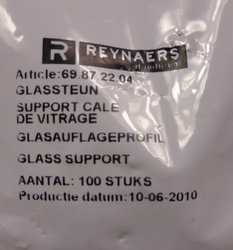 R REYNAERS
aluminium
Article:69.87.22.04
GLASSTEUN
SUPPORT CALE
DE VITRAGE
GLASAUFLAGEPROFIL
GLASS SUPPORT
AANTAL: 100 STUKS
Productie datum: 10-06-2010